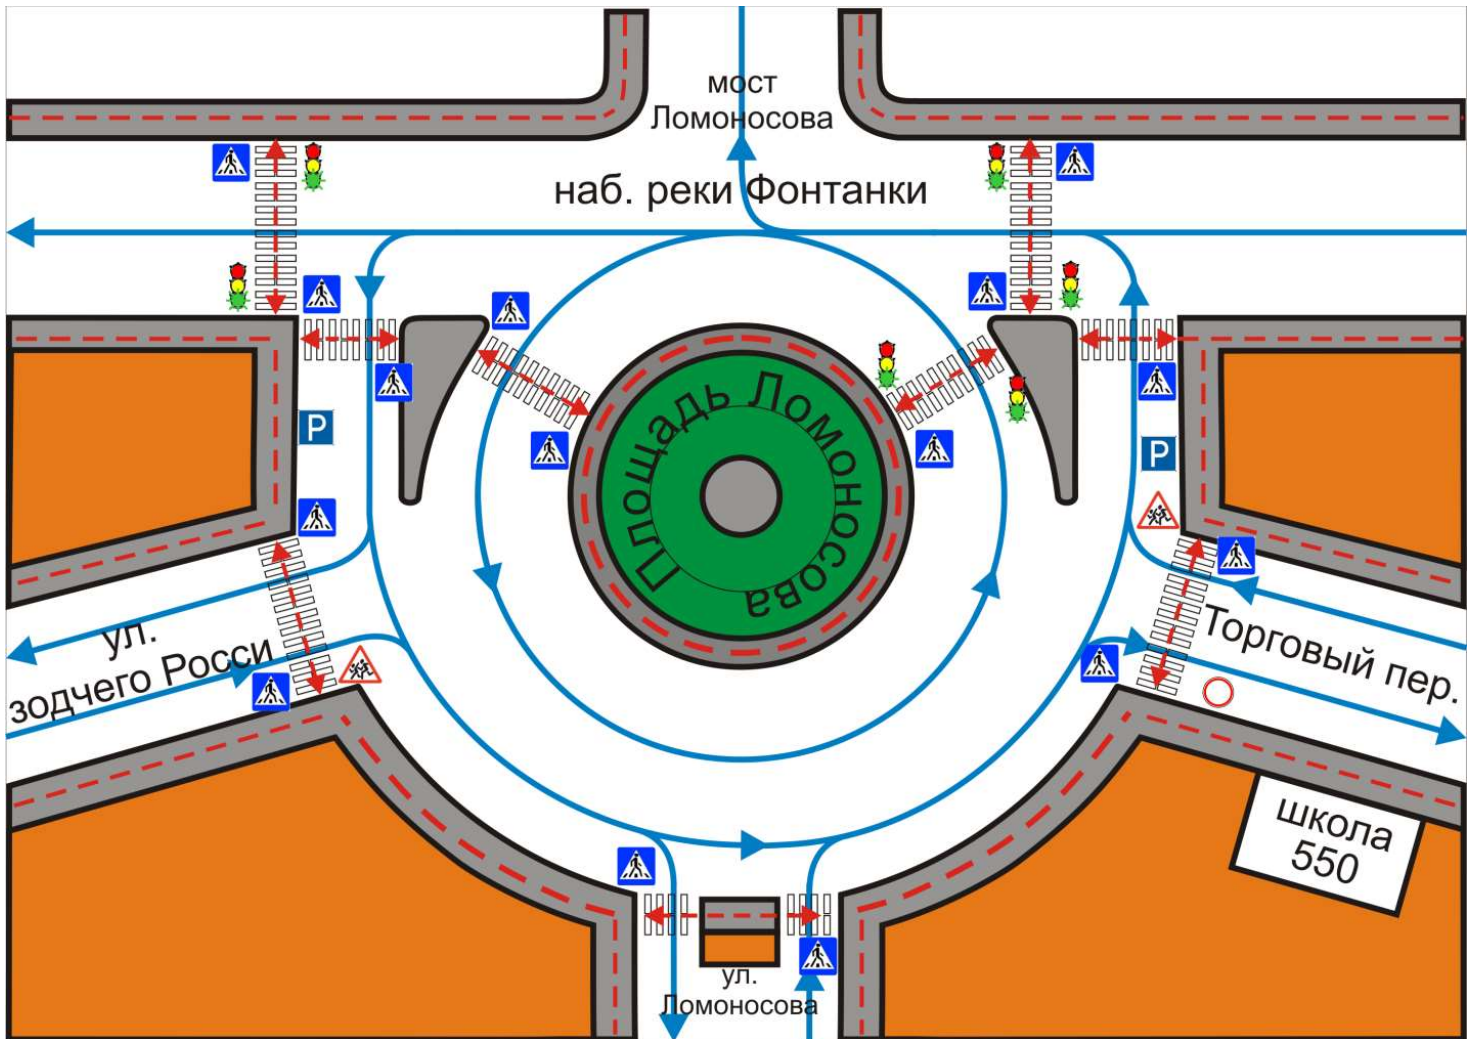 мост
Ломоносова
наб. реки Фонтанки
P
Площадь Ломоносова
P
ул.
зодчего Росси
Торговый пер.
школа
550
ул.
Ломоносова